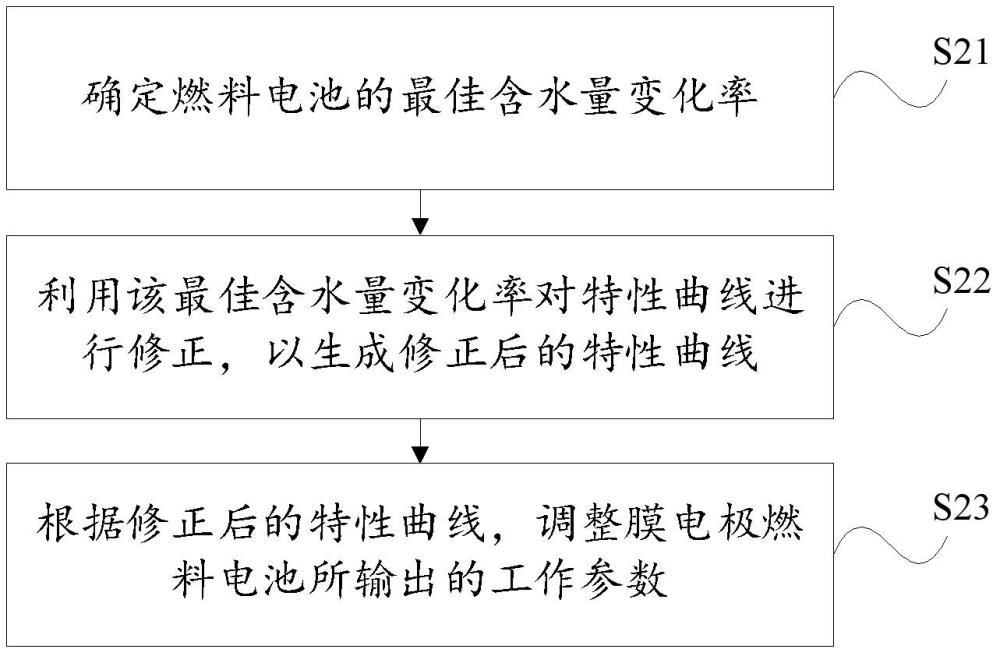 确定燃料电池的最佳含水量变化率
S21
利用该最佳含水量变化率对特性曲线进
行修正，以生成修正后的特性曲线
S22
根据修正后的特性曲线，调整膜电极燃
料电池所输出的工作参数
S23